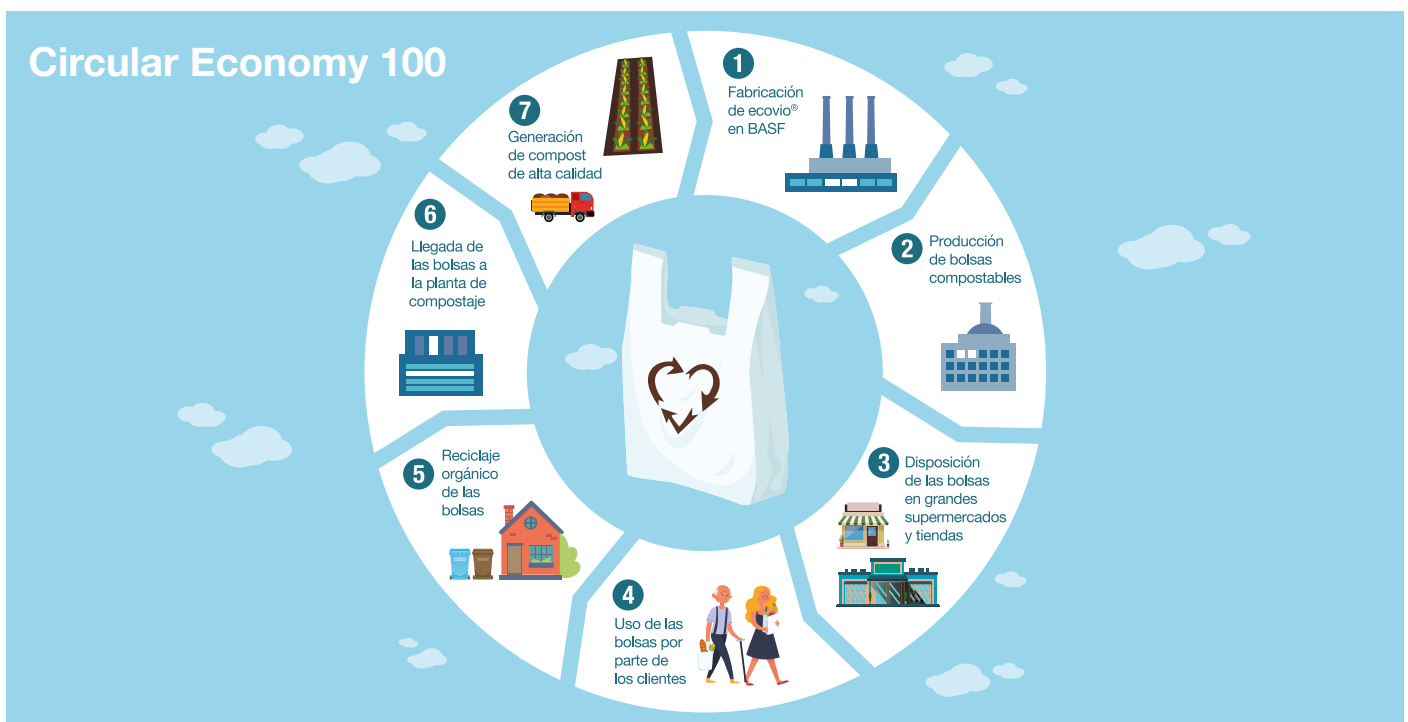 Circular Economy 100
1
Fabricación
de ecovio®
en BASF
2
Producción
de bolsas
compostables
3
Disposición
de las bolsas
en grandes
supermercados
y tiendas
4
Uso de las
bolsas por
parte de
los clientes
5
Reciclaje
orgánico
de las
bolsas
6
Llegada de
las bolsas a
la planta de
compostaje
7
Generación
de compost
de alta calidad